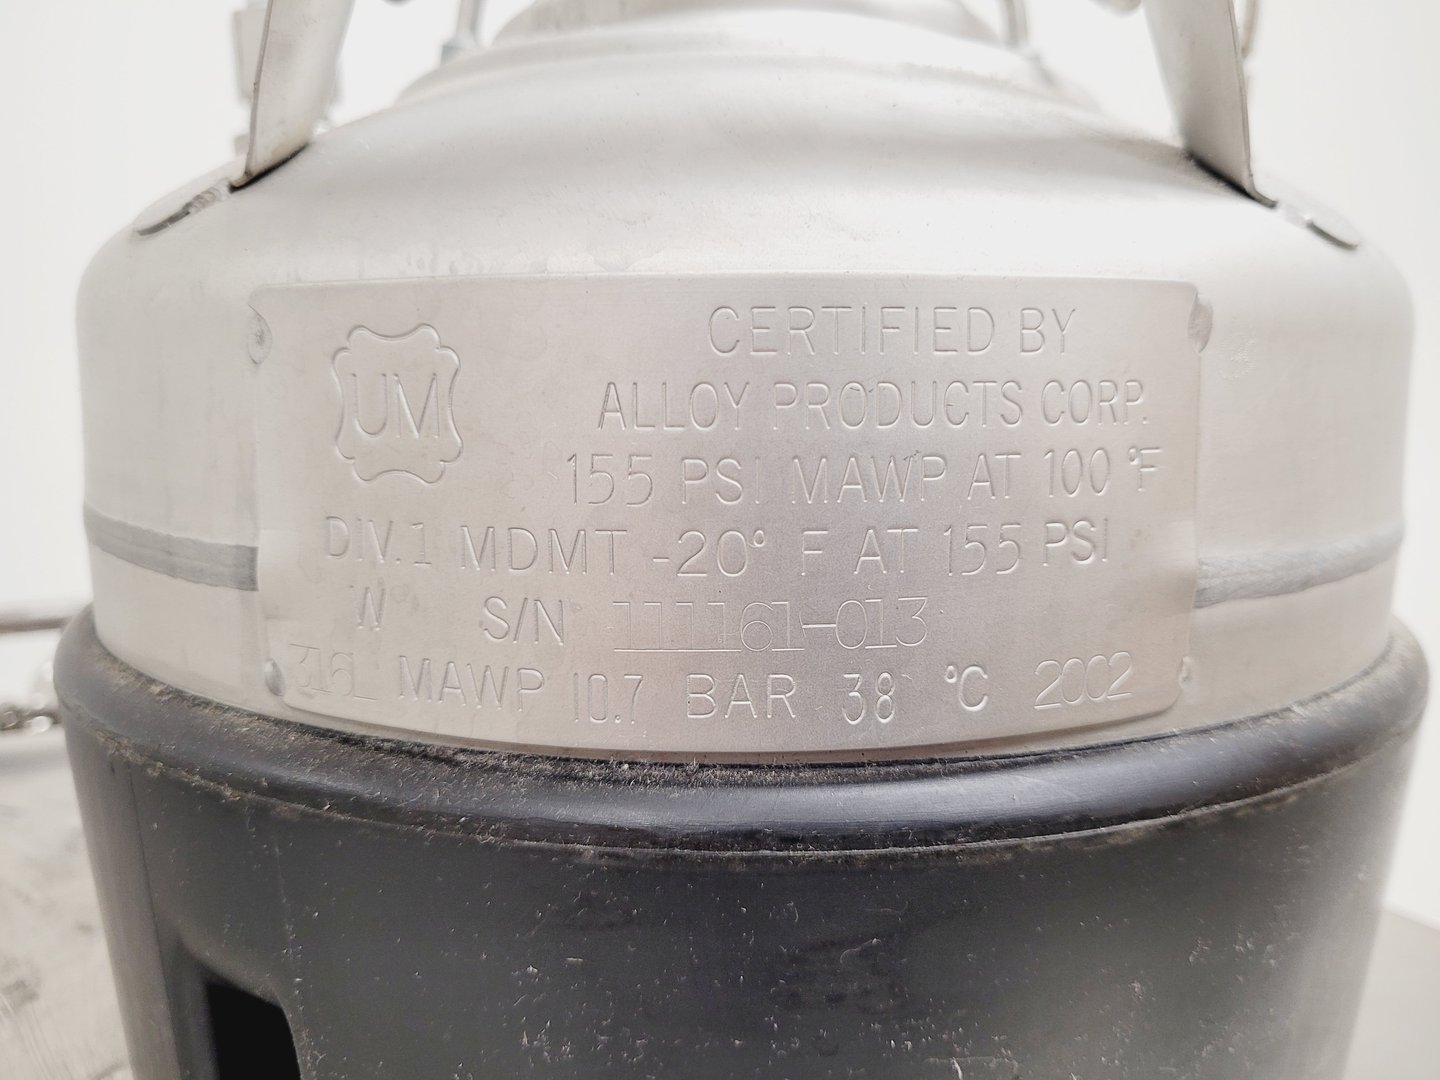 UM
CERTIFIED BY
ALLOY PRODUCTS CORP.
155 PSI MAWP AT 100 °F
DIV.1 MDMT -20° F AT 155 PSI
W S/N 111161-013
316L MAWP 10.7 BAR 38 °C 2002